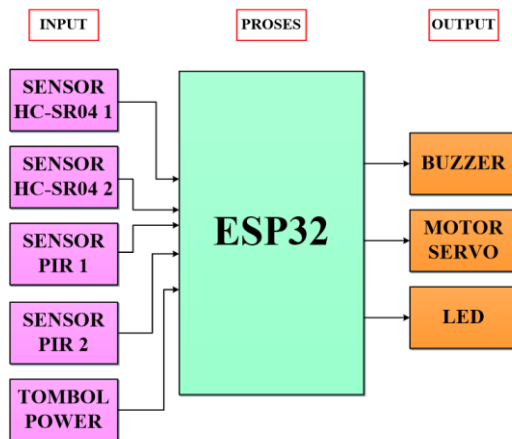 INPUT
PROSES
OUTPUT
SENSOR
HC-SR04 1
SENSOR
HC-SR04 2
SENSOR
PIR 1
SENSOR
PIR 2
TOMBOL
POWER
ESP32
BUZZER
MOTOR
SERVO
LED